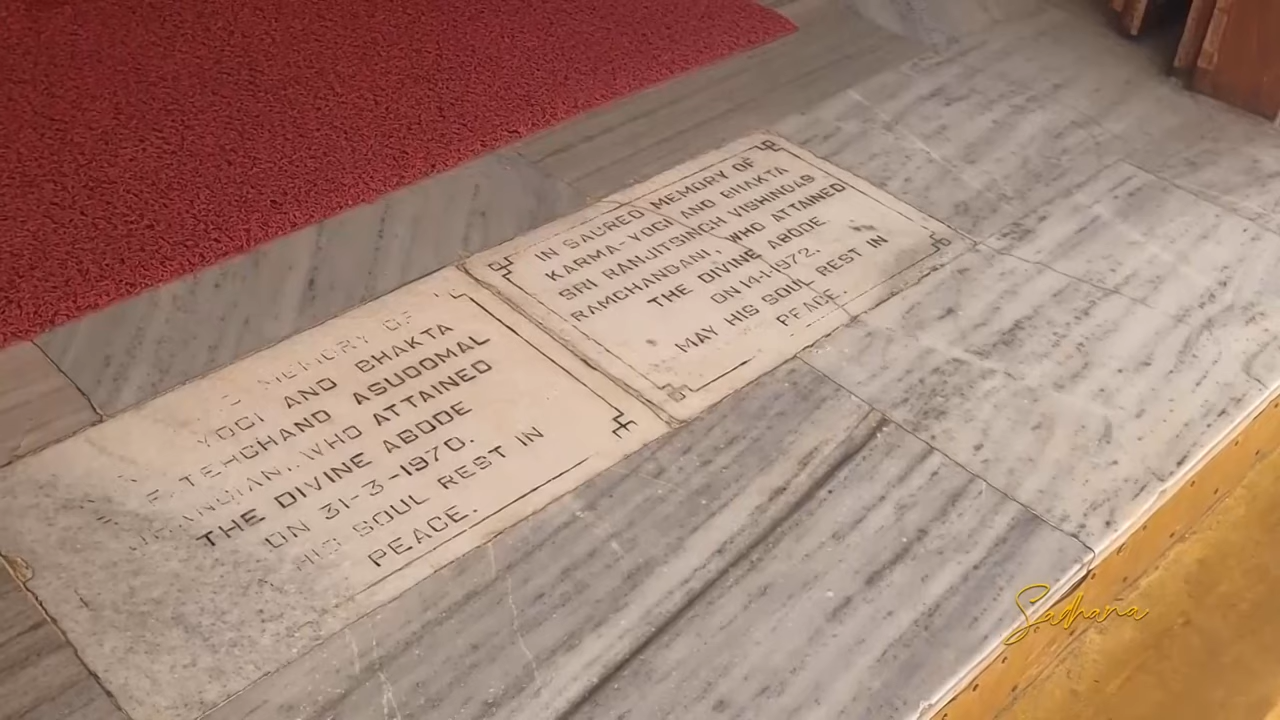 MEMORY OF
YOGI AND BHAKTA
FATEHCHAND ASUDOMAL
WHO ATTAINED
THE DIVINE ABODE
ON 31-3-1970.
HIS SOUL REST IN
PEACE.
IN SACRED MEMORY OF
KARMA-YOGI AND BHAKTA
SRI RANJITSINGH VISHINDAS
RAMCHANDANI, WHO ATTAINED
THE DIVINE ABODE
ON 14-1-1972.
MAY HIS SOUL REST IN
PEACE.
Sadhana